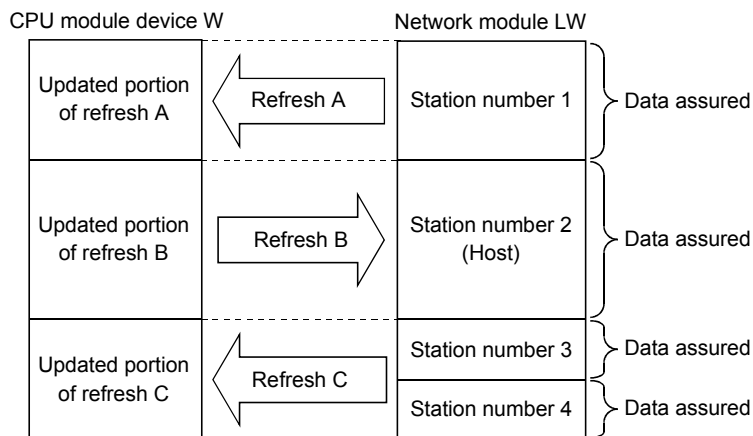 CPU module device W
Network module LW
Updated portion
of refresh A
Refresh A
Station number 1
Data assured
Updated portion
of refresh B
Refresh B
Station number 2
(Host)
Data assured
Updated portion
of refresh C
Refresh C
Station number 3
Data assured
Station number 4
Data assured